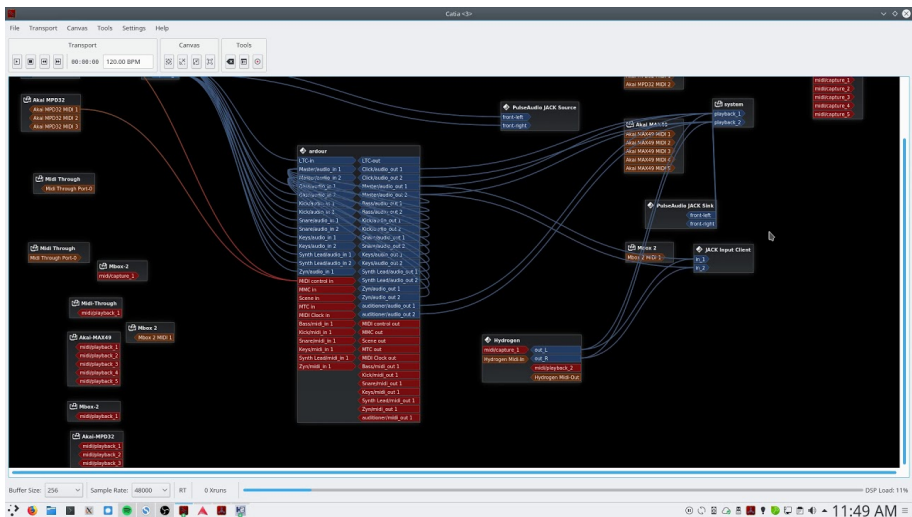 Catia <3>
File Transport Canvas Tools Settings Help
Transport
Canvas
Tools
00:00:00
120.00 BPM
Akai MPD32
Akai MPD32 MIDI 1
Akai MPD32 MIDI 2
Akai MPD32 MIDI 3
Midi Through
Midi Through Port-0
Midi Through
Midi Through Port-0
Mbox-2
midi/capture_1
Midi-Through
midi/playback_1
Mbox 2
Mbox 2 MIDI 1
Akai-MAX49
midi/playback_1
midi/playback_2
midi/playback_3
midi/playback_4
midi/playback_5
Mbox-2
midi/playback_1
Akai-MPD32
midi/playback_1
midi/playback_2
midi/playback_3
ardour
LTC-in
LTC-out
Master/audio_in 1
Click/audio_out 1
Click/audio_out 2
Master/audio_out 1
Master/audio_out 2
Kick/audio_in 1
Snare/audio_in 1
Snare/audio_in 2
Kick/audio_out 2
Keys/audio_in 1
Keys/audio_in 2
Keys/audio_out 2
Synth Lead/audio_in 1
Synth Lead/audio_in 2
Zyn/audio_in 1
Synth Lead/audio_out 1
MIDI control in
Synth Lead/audio_out 2
MMC in
Zyn/audio_out 1
Scene in
Zyn/audio_out 2
MTC in
auditioner/audio_out 1
MIDI Clock in
auditioner/audio_out 2
Bass/midi_in 1
MIDI control out
Kick/midi_in 1
MMC out
Snare/midi_in 1
Scene out
Keys/midi_in 1
MTC out
Synth Lead/midi_in 1
MIDI Clock out
Zyn/midi_in 1
Bass/midi_out 1
Kick/midi_out 1
Snare/midi_out 1
Keys/midi_out 1
Synth Lead/midi_out 1
Zyn/midi_out 1
auditioner/midi_out 1
PulseAudio JACK Source
front-left
front-right
Akai MPD32 MIDI 2
Akai MAX49
Akai MAX49 MIDI 1
Akai MAX49 MIDI 2
Akai MAX49 MIDI 3
Akai MAX49 MIDI 4
Akai MAX49 MIDI 5
system
playback_1
playback_2
midi/capture_1
midi/capture_2
midi/capture_3
midi/capture_4
midi/capture_5
PulseAudio JACK Sink
front-left
front-right
Mbox 2
Mbox 2 MIDI 1
JACK Input Client
in_1
in_2
Hydrogen
midi/capture_1
out_L
Hydrogen Midi-In
out_R
midi/playback_2
Hydrogen Midi-Out
Buffer Size: 256
Sample Rate: 48000
RT
0 Xruns
DSP Load: 11%
11:49 AM